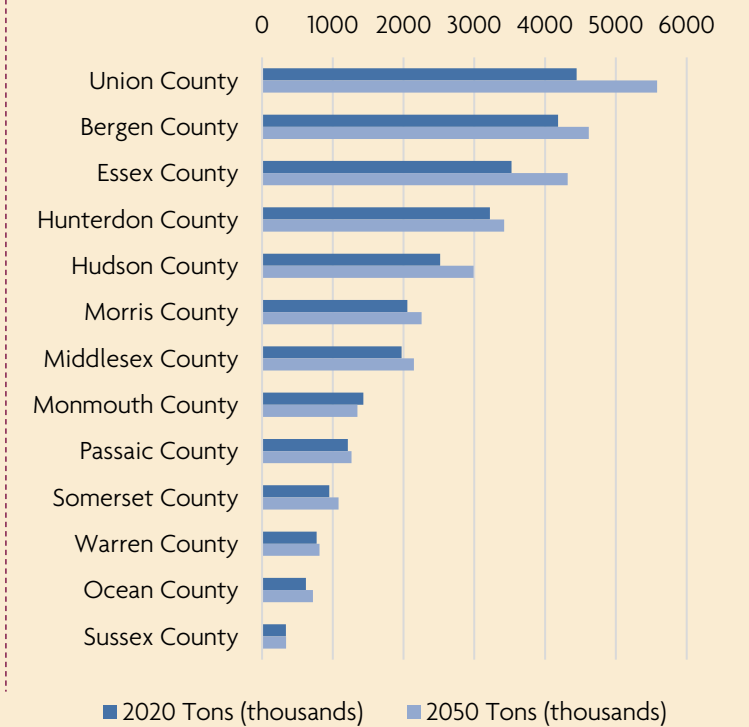 0 1000 2000 3000 4000 5000 6000
Union County
Bergen County
Essex County
Hunterdon County
Hudson County
Morris County
Middlesex County
Monmouth County
Passaic County
Somerset County
Warren County
Ocean County
Sussex County
2020 Tons (thousands) 2050 Tons (thousands)